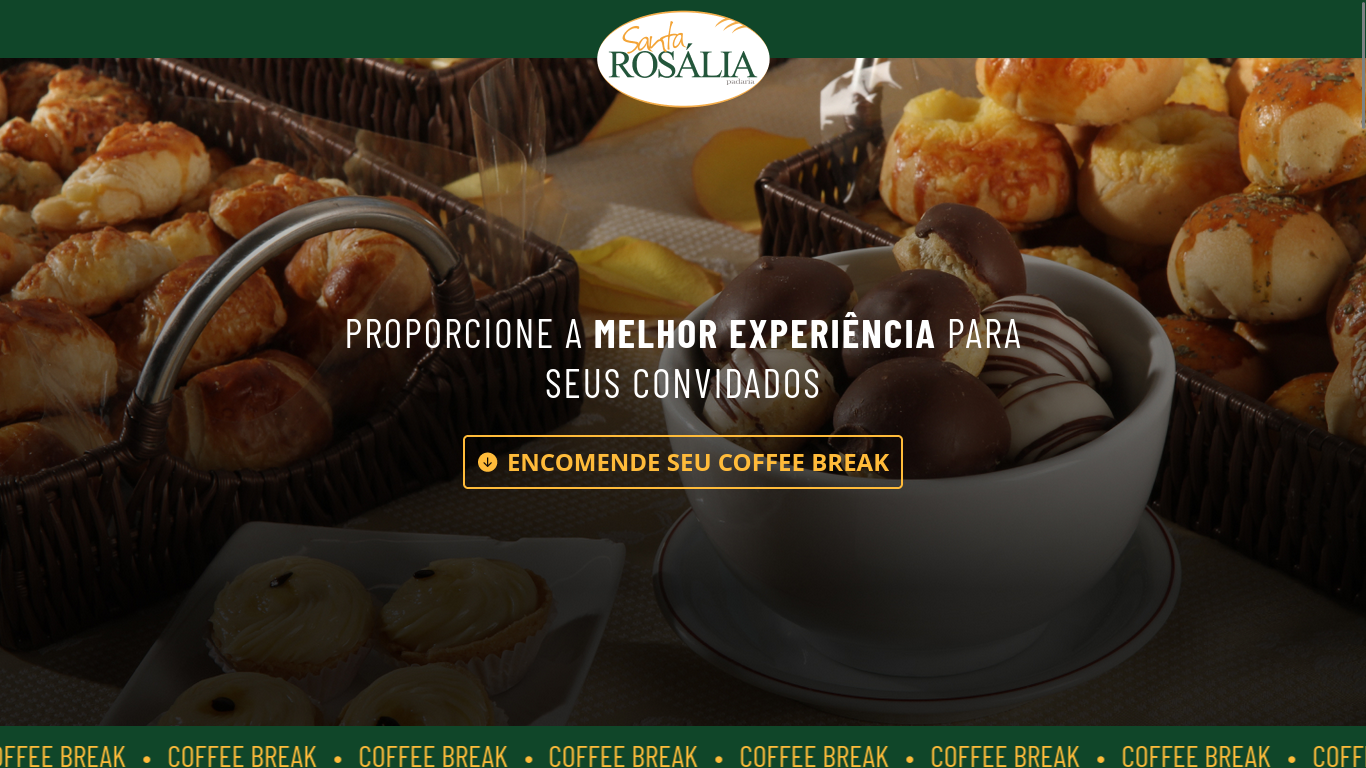 Santa
ROSÁLIA
padaria
PROPORCIONE A MELHOR EXPERIÊNCIA PARA
SEUS CONVIDADOS
ENCOMENDE SEU COFFEE BREAK
OFFEE BREAK • COFFEE BREAK • COFFEE BREAK • COFFEE BREAK • COFFEE BREAK • COFFEE BREAK • COFFEE BREAK • COFF